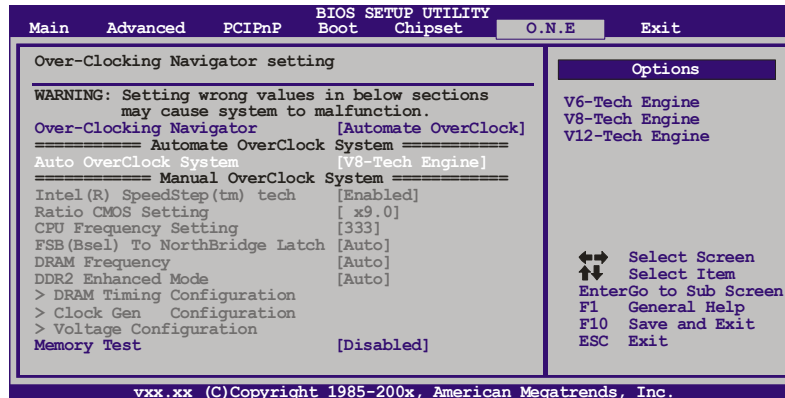 BIOS SETUP UTILITY
Main Advanced PCIPnP Boot Chipset O.N.E Exit
Over-Clocking Navigator setting
WARNING: Setting wrong values in below sections
may cause system to malfunction.
Over-Clocking Navigator [Automate OverClock]
=========== Automate OverClock System ===========
Auto OverClock System [V8-Tech Engine]
============ Manual OverClock System ============
Intel(R) SpeedStep(tm) tech [Enabled]
Ratio CMOS Setting [ x9.0]
CPU Frequency Setting [333]
FSB(Bsel) To NorthBridge Latch [Auto]
DRAM Frequency [Auto]
DDR2 Enhanced Mode [Auto]
> DRAM Timing Configuration
> Clock Gen Configuration
> Voltage Configuration
Memory Test [Disabled]
Options
V6-Tech Engine
V8-Tech Engine
V12-Tech Engine
Select Screen
Select Item
EnterGo to Sub Screen
F1 General Help
F10 Save and Exit
ESC Exit
vxx.xx (C)Copyright 1985-200x, American Megatrends, Inc.